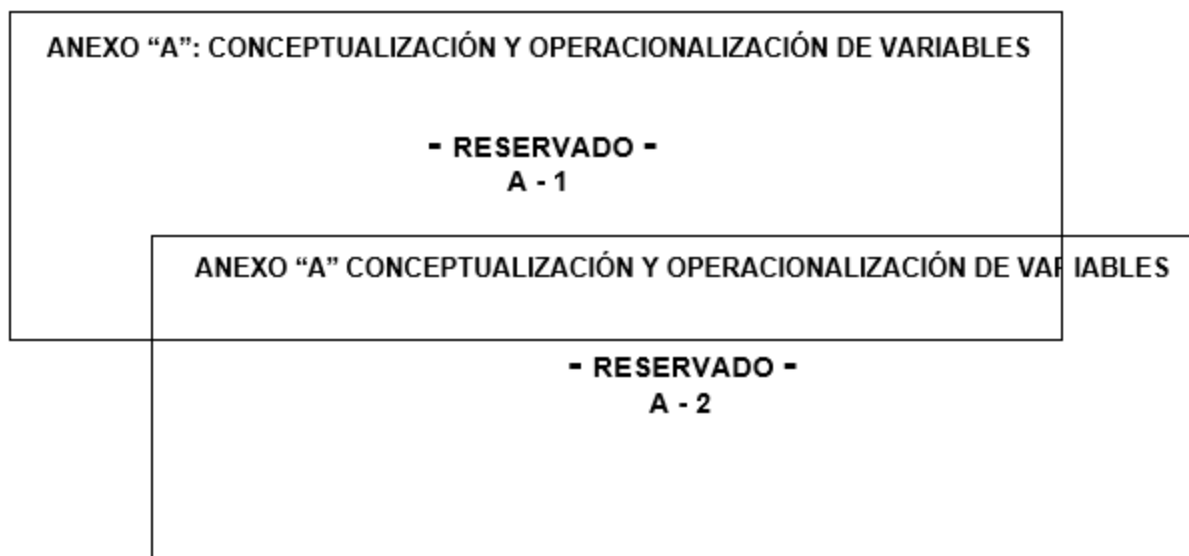 ANEXO “A”: CONCEPTUALIZACIÓN Y OPERACIONALIZACIÓN DE VARIABLES
- RESERVADO -
A - 1
ANEXO “A” CONCEPTUALIZACIÓN Y OPERACIONALIZACIÓN DE VARIABLES
- RESERVADO -
A - 2